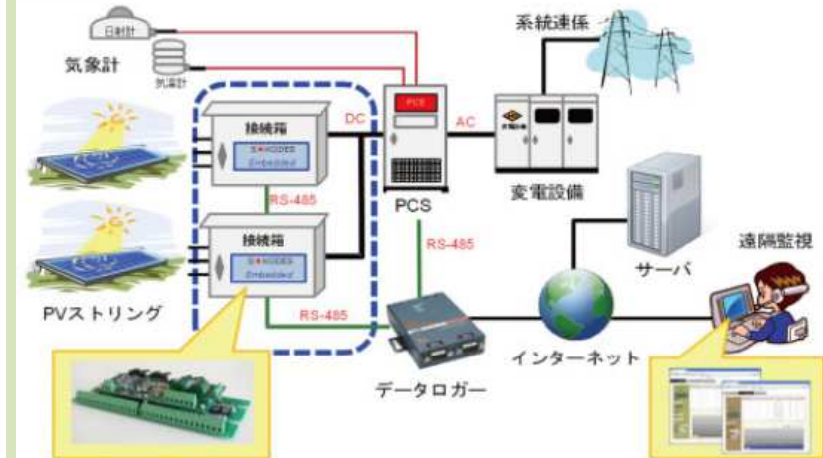 日射計
気象計
気温計
系統連係
接続箱
Embedded
DC
PCS
AC
変電設備
PCS
RS-485
接続箱
Embedded
RS-485
サーバ
遠隔監視
PVストリング
RS-485
インターネット
データロガー